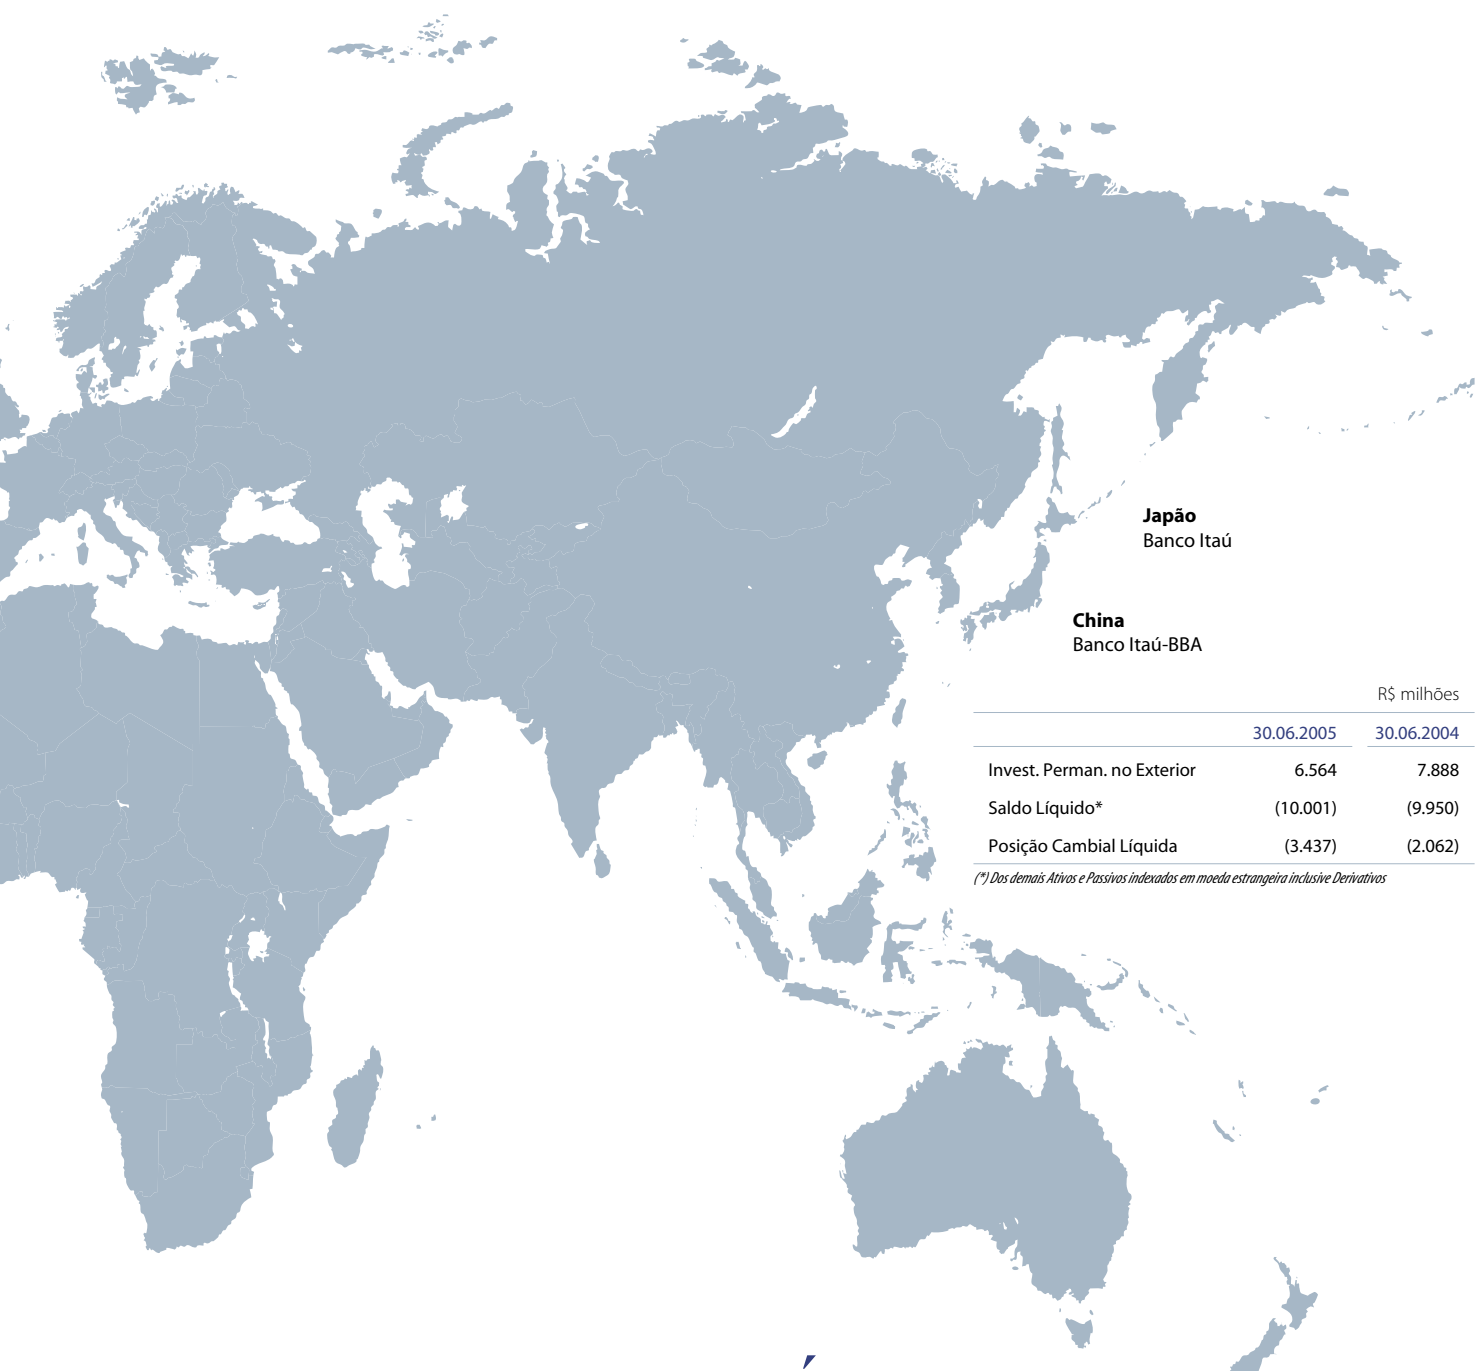 Japão
Banco Itaú
China
Banco Itaú-BBA
R$ milhões
30.06.2005 30.06.2004
Invest. Perman. no Exterior 6.564 7.888
Saldo Líquido* (10.001) (9.950)
Posição Cambial Líquida (3.437) (2.062)
(*) Dos demais Ativos e Passivos indexados em moeda estrangeira inclusive Derivativos